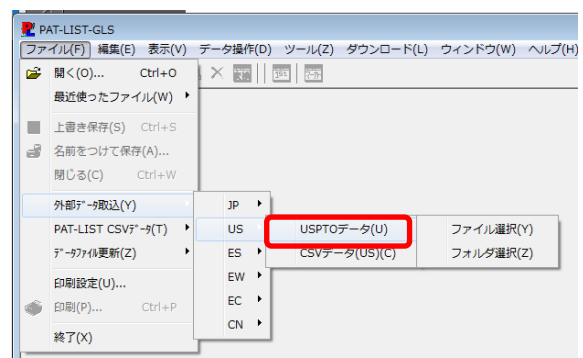 PAT-LIST-GLS
ファイル(F) 編集(E) 表示(V) データ操作(D) ツール(Z) ダウンロード(L) ウィンドウ(W) ヘルプ(H)
開く(O)... Ctrl+O
最近使ったファイル(W)
上書き保存(S) Ctrl+S
名前をつけて保存(A)...
閉じる(C) Ctrl+W
外部ﾃﾞｰﾀ取込(Y) JP
PAT-LIST CSVﾃﾞｰﾀ(T) US USPTOデータ(U) ファイル選択(Y)
ﾃﾞｰﾀﾌｧｲﾙ更新(Z) ES CSVデータ(US)(C) フォルダ選択(Z)
印刷設定(U)... EW
印刷(P)... Ctrl+P EC
CN
終了(X)